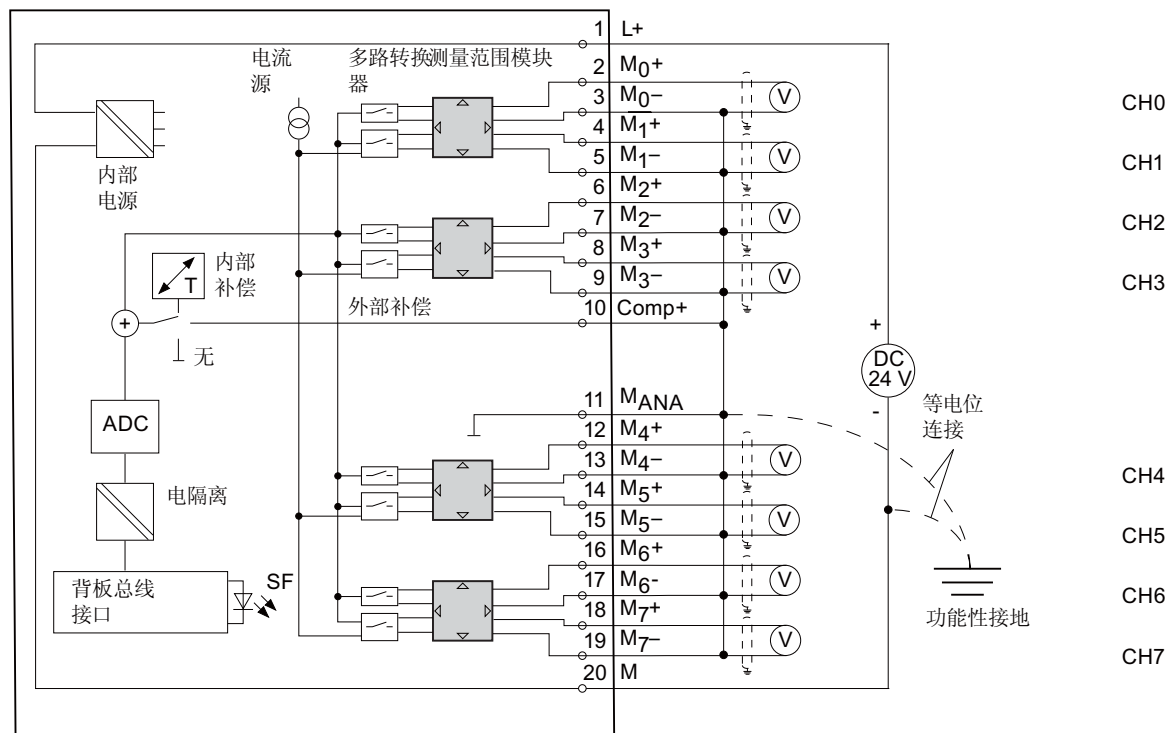 1 L+
电流
源
多路转换测量范围模块
器
2 M0+
3 M0–
V
CH0
4 M1+
5 M1–
V
CH1
内部
电源
6 M2+
7 M2–
V
CH2
8 M3+
9 M3–
V
CH3
T
内部
补偿
外部补偿
10 Comp+
+
无
+
DC
24 V
-
11 MANA
等电位
连接
ADC
12 M4+
13 M4–
V
CH4
电隔离
14 M5+
15 M5–
V
CH5
16 M6+
17 M6-
V
CH6
背板总线
接口
SF
18 M7+
19 M7–
V
CH7
功能性接地
20 M